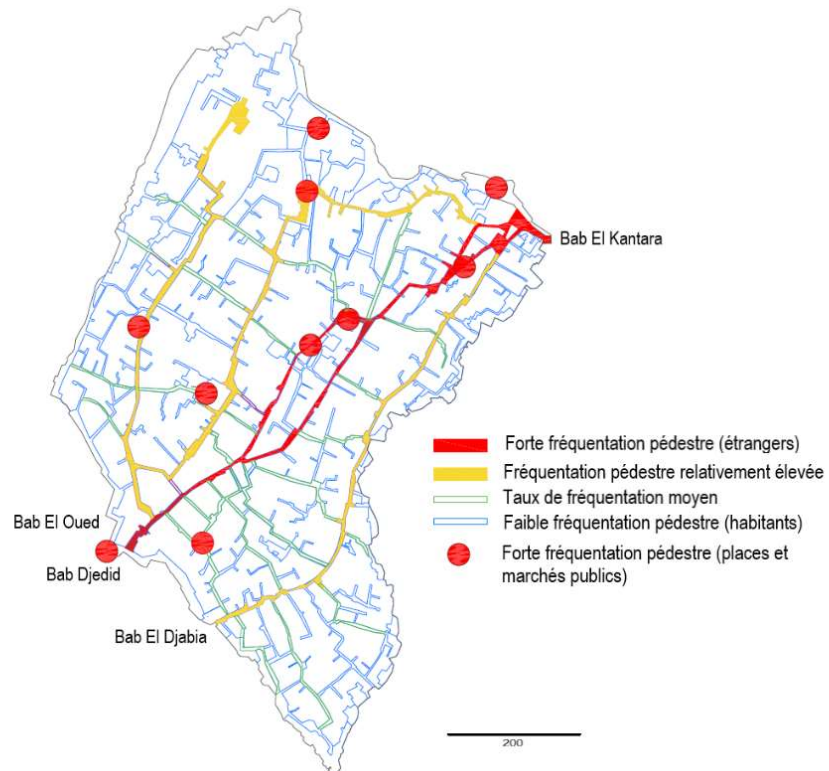 Bab El Kantara
Forte fréquentation pédestre (étrangers)
Fréquentation pédestre relativement élevée
Taux de fréquentation moyen
Faible fréquentation pédestre (habitants)
Forte fréquentation pédestre (places et
marchés publics)
Bab El Oued
Bab Djedid
Bab El Djabia
200